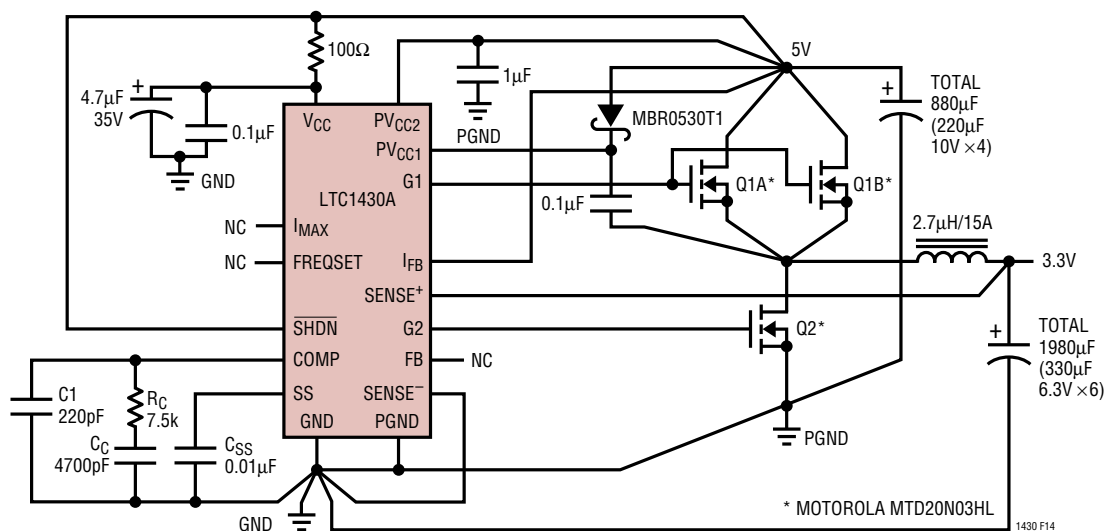 5V
100Ω
+
4.7µF
35V
0.1µF
GND
1µF
PGND
MBR0530T1
+
TOTAL
880µF
(220µF
10V ×4)
VCC
PVCC2
PVCC1
G1
LTC1430A
0.1µF
Q1A*
Q1B*
NC
IMAX
NC
FREQSET
IFB
2.7µH/15A
3.3V
SENSE+
SHDN
G2
Q2*
COMP
FB
NC
+
TOTAL
1980µF
(330µF
6.3V ×6)
SS
SENSE–
C1
220pF
RC
7.5k
GND
PGND
CC
4700pF
CSS
0.01µF
PGND
GND
* MOTOROLA MTD20N03HL
1430 F14